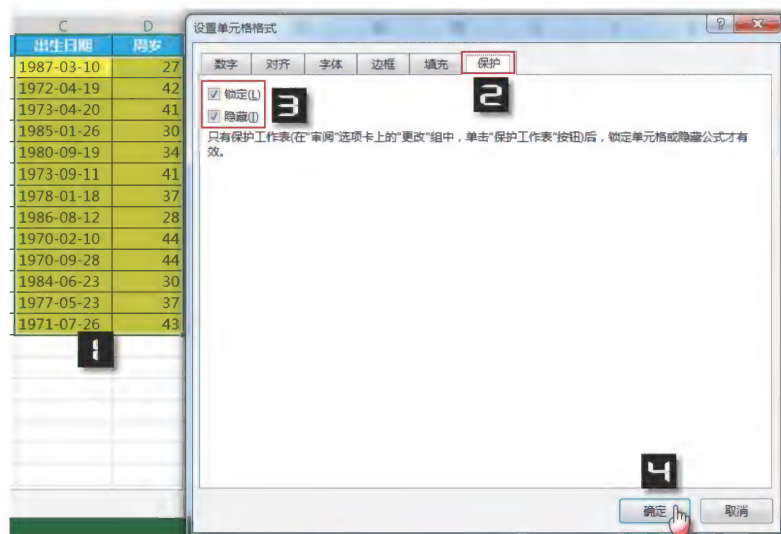 C D
出生日期 周岁
1987-03-10 27
1972-04-19 42
1973-04-20 41
1985-01-26 30
1980-09-19 34
1973-09-11 41
1978-01-18 37
1986-08-12 28
1970-02-10 44
1970-09-28 44
1984-06-23 30
1977-05-23 37
1971-07-26 43
1
设置单元格格式
数字 对齐 字体 边框 填充 保护
2
锁定(L)
隐藏(I)
3
只有保护工作表(在"审阅"选项卡上的"更改"组中，单击"保护工作表"按钮)后，锁定单元格或隐藏公式才有
效。
4
确定 取消